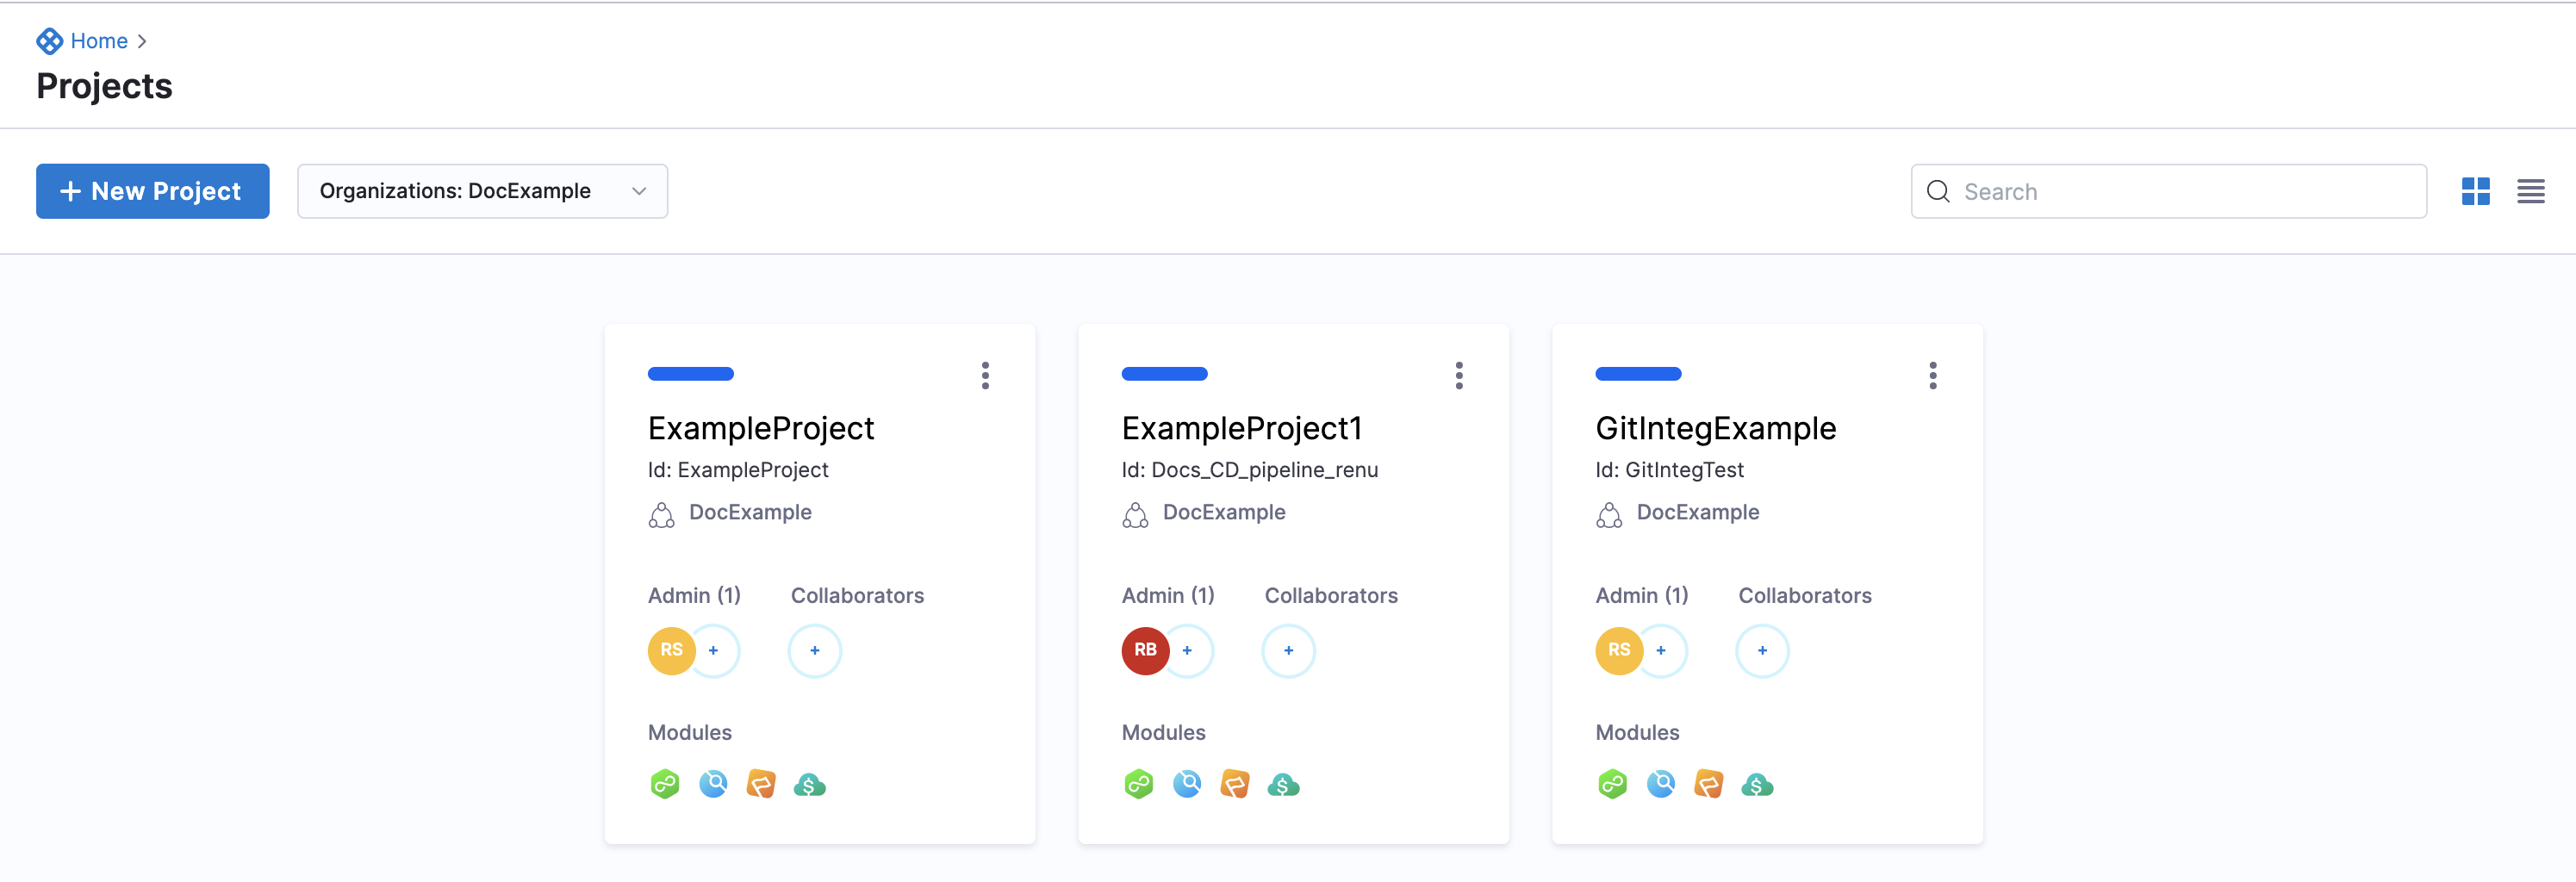 Home
Projects
+ New Project
Organizations: DocExample
Search
ExampleProject
Id: ExampleProject
DocExample
Admin (1)
Collaborators
RS
+
+
Modules
ExampleProject1
Id: Docs_CD_pipeline_renu
DocExample
Admin (1)
Collaborators
RB
+
+
Modules
GitIntegExample
Id: GitIntegTest
DocExample
Admin (1)
Collaborators
RS
+
+
Modules